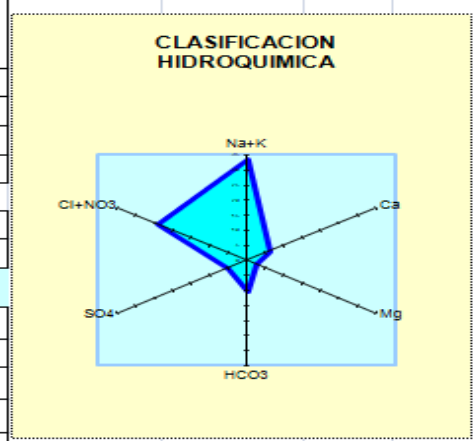 CLASIFICACION
HIDROQUIMICA
Na+K
Cl+NO3
Ca
SO4
Mg
HCO3